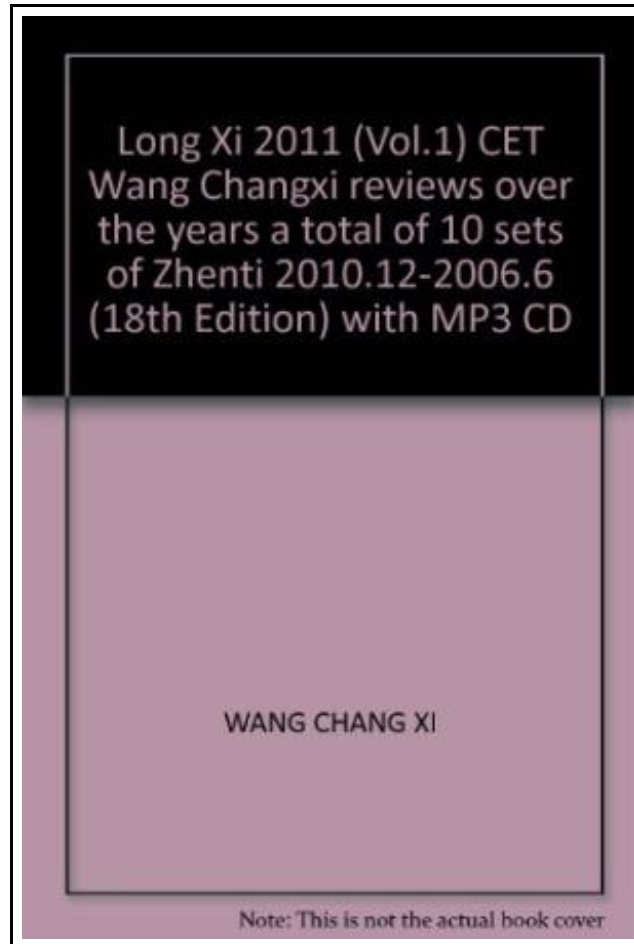 Long Xi 2011 (Vol.1) CET
Wang Changxi reviews over
the years a total of 10 sets
of Zhenti 2010.12-2006.6
(18th Edition) with MP3 CD
WANG CHANG XI
Note: This is not the actual book cover